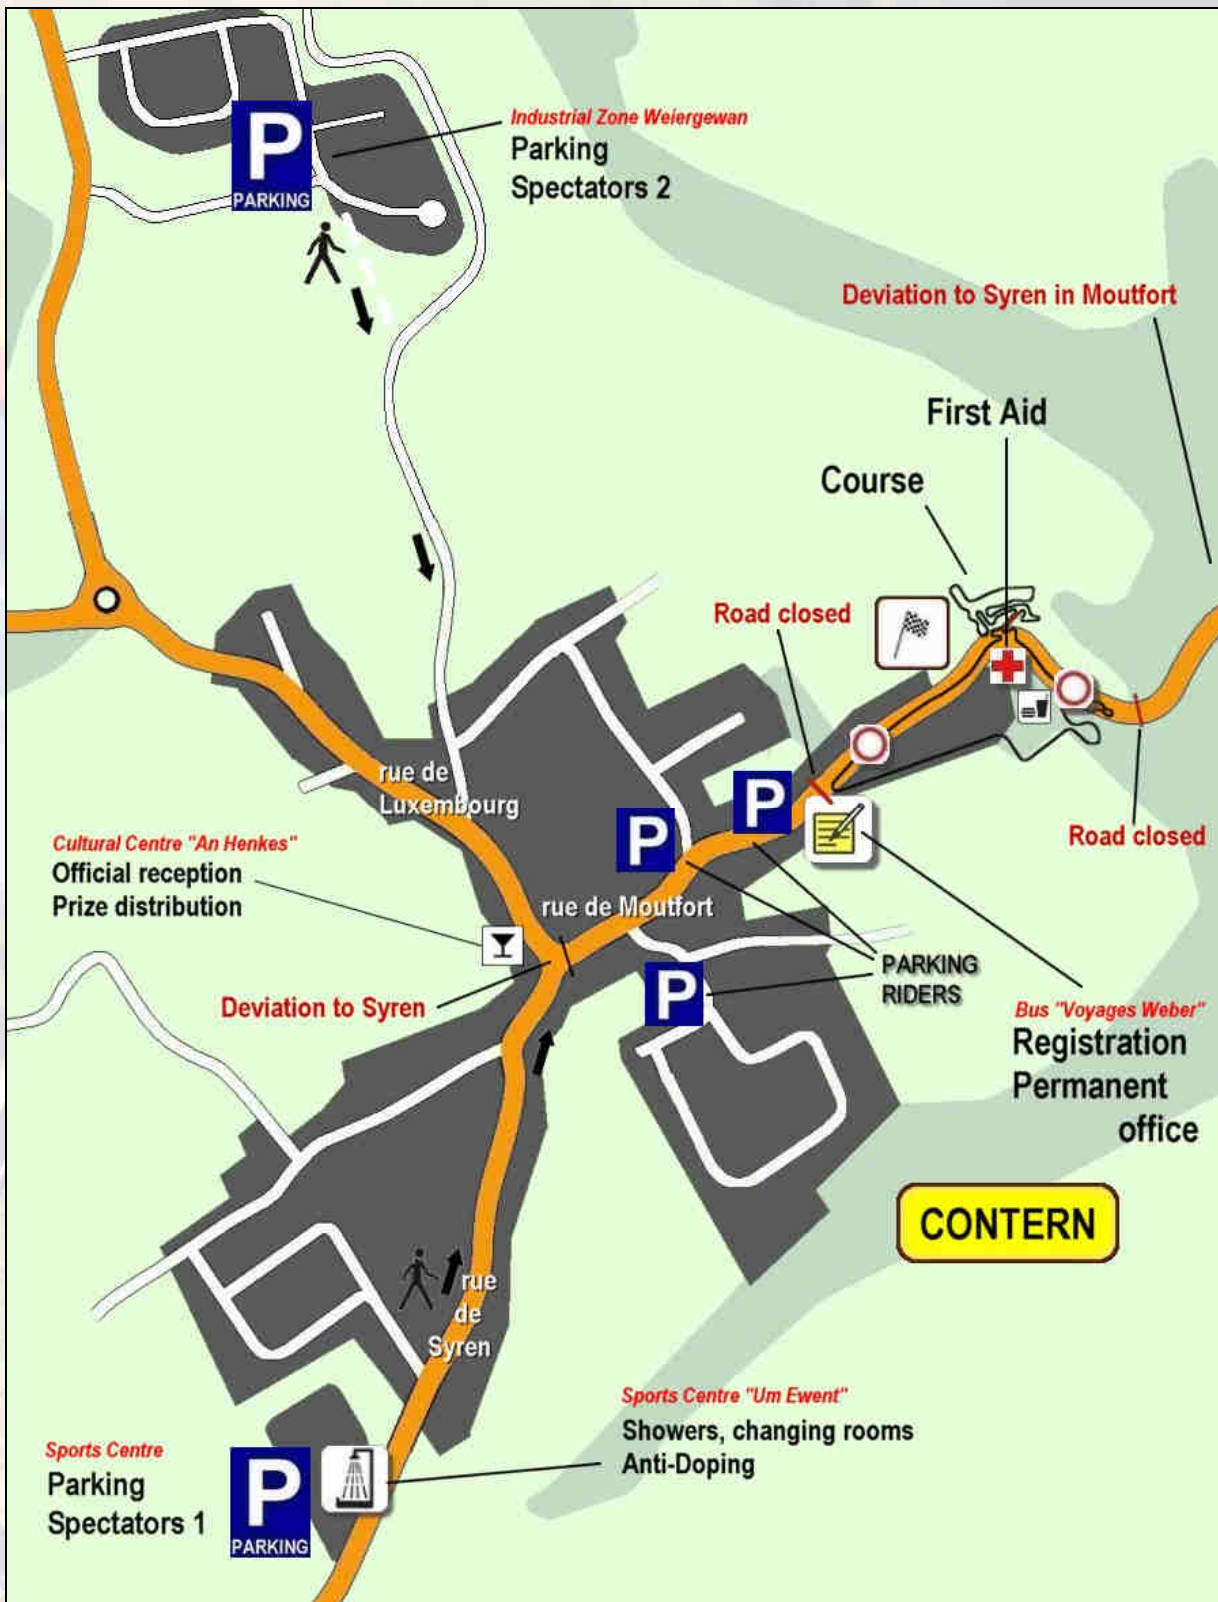 Industrial Zone Weiergewan
Parking
Spectators 2
P
PARKING
Deviation to Syren in Moutfort
First Aid
Course
Road closed
rue de
Luxembourg
P
P
Road closed
Cultural Centre "An Henkes"
Official reception
Prize distribution
rue de Moutfort
PARKING
RIDERS
P
Deviation to Syren
Bus "Voyages Weber"
Registration
Permanent
office
CONTERN
rue
de
Syren
Sports Centre "Um Ewent"
Showers, changing rooms
Anti-Doping
Sports Centre
Parking
Spectators 1
P
PARKING